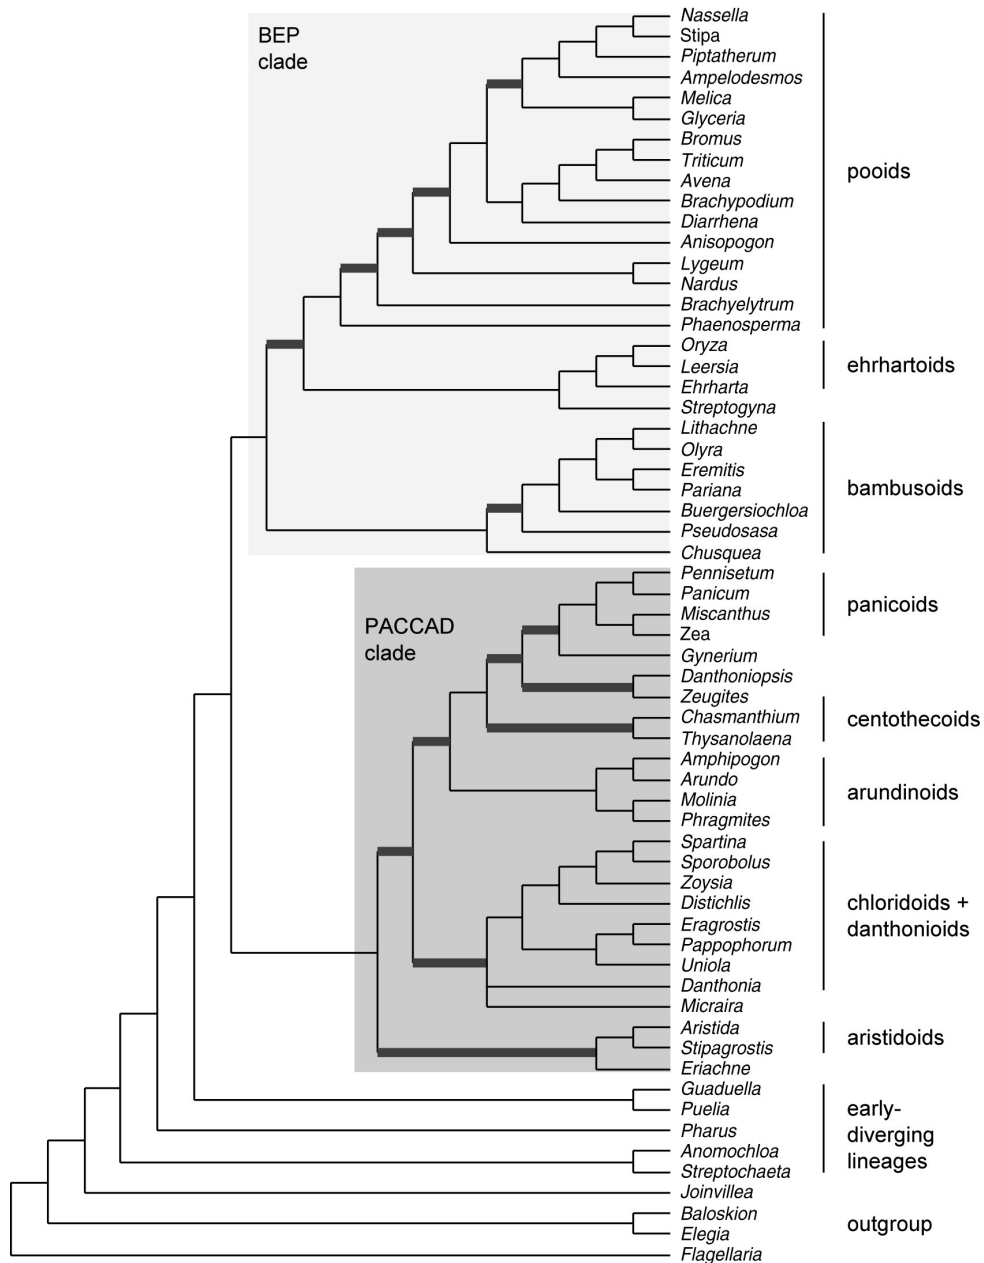 BEP
clade
Nassella
Stipa
Piptatherum
Ampelodesmos
Melica
Glyceria
Bromus
Triticum
Avena
Brachypodium
Diarrhena
Anisopogon
Lygeum
Nardus
Brachyelytrum
Phaenosperma
pooids
Oryza
Leersia
Ehrharta
Streptogyna
ehrhartoids
Lithachne
Olyra
Eremitis
Pariana
Buergersiochloa
Pseudosasa
Chusquea
bambusoids
PACCAD
clade
Pennisetum
Panicum
Miscanthus
Zea
panicoids
Gynerium
Danthoniopsis
Zeugites
Chasmanthium
Thysanolaena
centothecoids
Amphipogon
Arundo
Molinia
Phragmites
arundinoids
Spartina
Sporobolus
Zoysia
Distichlis
Eragrostis
Pappophorum
Uniola
Danthonia
chloridoids +
danthonioids
Micraira
Aristida
Stipagrostis
Eriachne
aristidoids
Guaduella
Puelia
Pharus
Anomochloa
Streptochaeta
early-
diverging
lineages
Joinvillea
Baloskion
Elegia
Flagellaria
outgroup